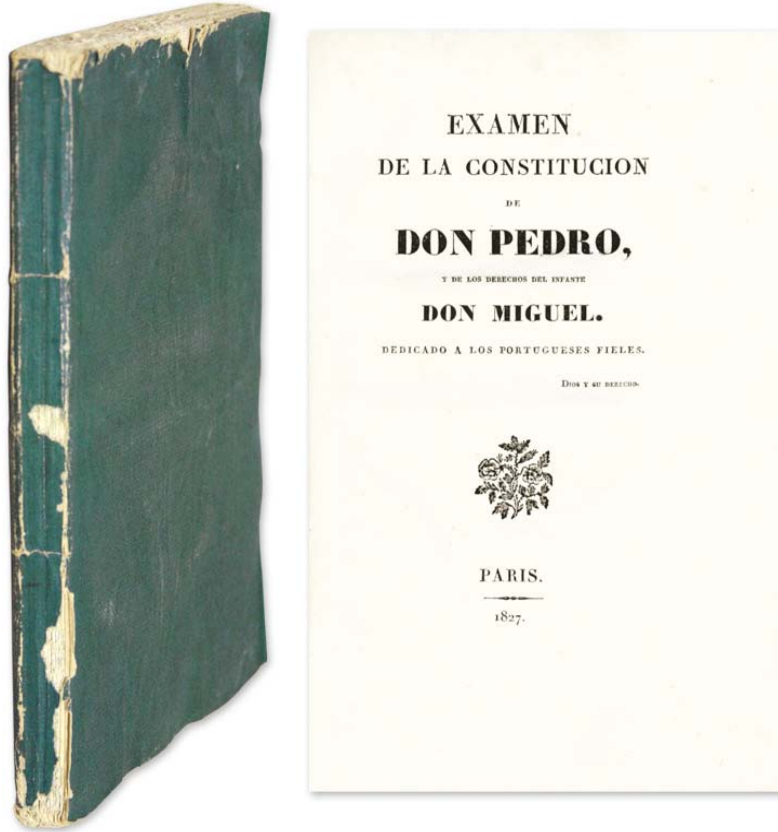 EXAMEN
DE LA CONSTITUCION
DE
DON PEDRO,
Y DE LOS DERECHOS DEL INFANTE
DON MIGUEL.
DEDICADO A LOS PORTUGUESES FIELES.
DIOS Y SU DERECHO.
PARIS.
1827.